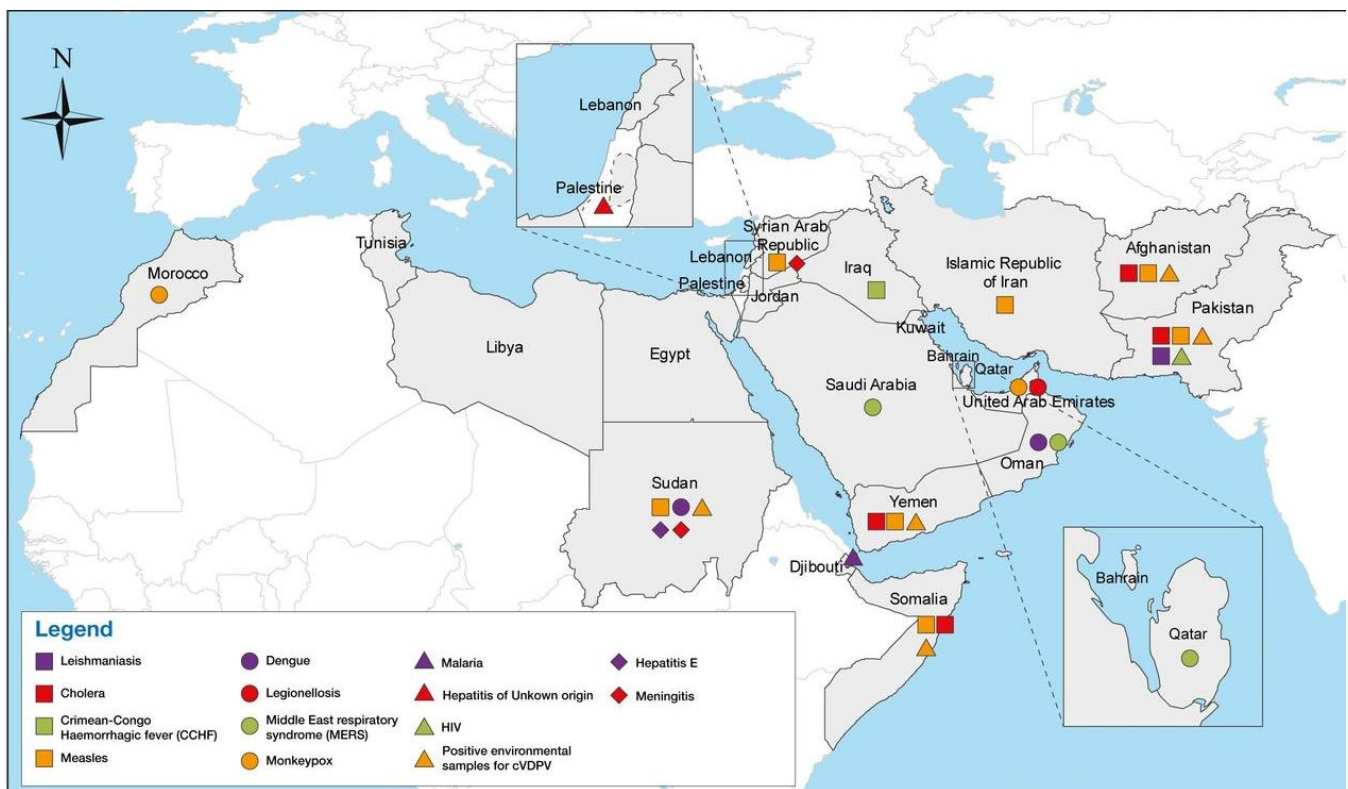 N
Lebanon
Palestine
Tunisia
Morocco
Syrian Arab
Republic
Lebanon
Palestine
Jordan
Iraq
Islamic Republic
of Iran
Afghanistan
Pakistan
Kuwait
Libya
Egypt
Saudi Arabia
Bahrain
Qatar
United Arab Emirates
Oman
Sudan
Yemen
Djibouti
Somalia
Bahrain
Qatar
Legend
Leishmaniasis
Cholera
Crimean-Congo
Haemorrhagic fever (CCHF)
Measles
Dengue
Legionellosis
Middle East respiratory
syndrome (MERS)
Monkeypox
Malaria
Hepatitis of Unkown origin
HIV
Positive environmental
samples for cVDPV
Hepatitis E
Meningitis